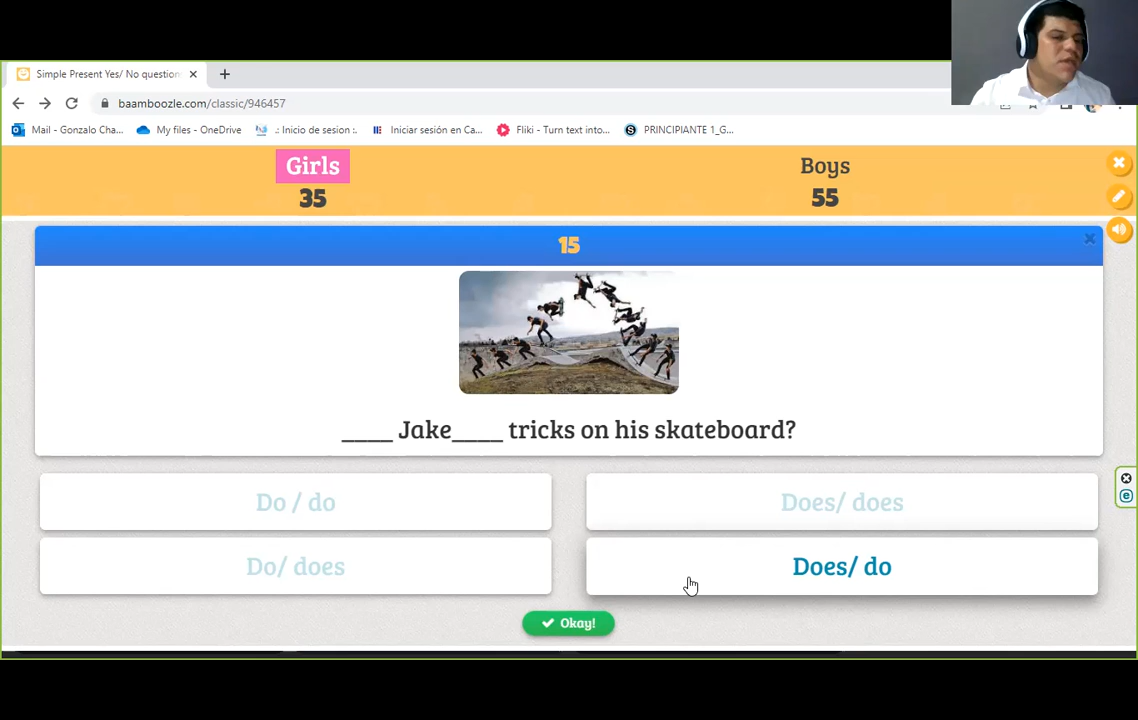 Simple Present Yes/ No question
baamboozle.com/classic/946457
Mail - Gonzalo Cha...
My files - OneDrive
.: Inicio de sesion :.
Iniciar sesión en Ca...
Fliki - Turn text into...
PRINCIPIANTE 1_G...
Girls
Boys
35
55
15
____ Jake____ tricks on his skateboard?
Do / do
Does/ does
Do/ does
Does/ do
Okay!